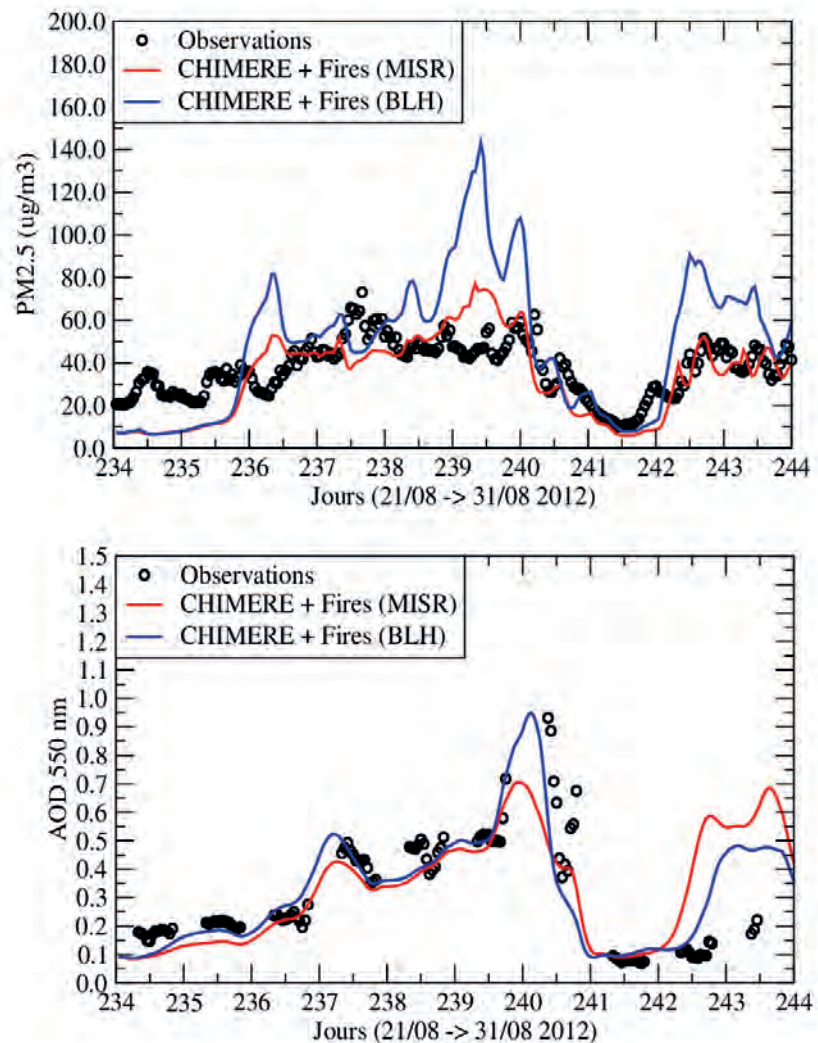 200.0
180.0
160.0
140.0
120.0
100.0
80.0
60.0
40.0
20.0
0.0
PM2.5 (ug/m3)
Observations
CHIMERE + Fires (MISR)
CHIMERE + Fires (BLH)
234 235 236 237 238 239 240 241 242 243 244
Jours (21/08 -> 31/08 2012)
1.5
1.4
1.3
1.2
1.1
1.0
0.9
0.8
0.7
0.6
0.5
0.4
0.3
0.2
0.1
0.0
AOD 550 nm
Observations
CHIMERE + Fires (MISR)
CHIMERE + Fires (BLH)
234 235 236 237 238 239 240 241 242 243 244
Jours (21/08 -> 31/08 2012)